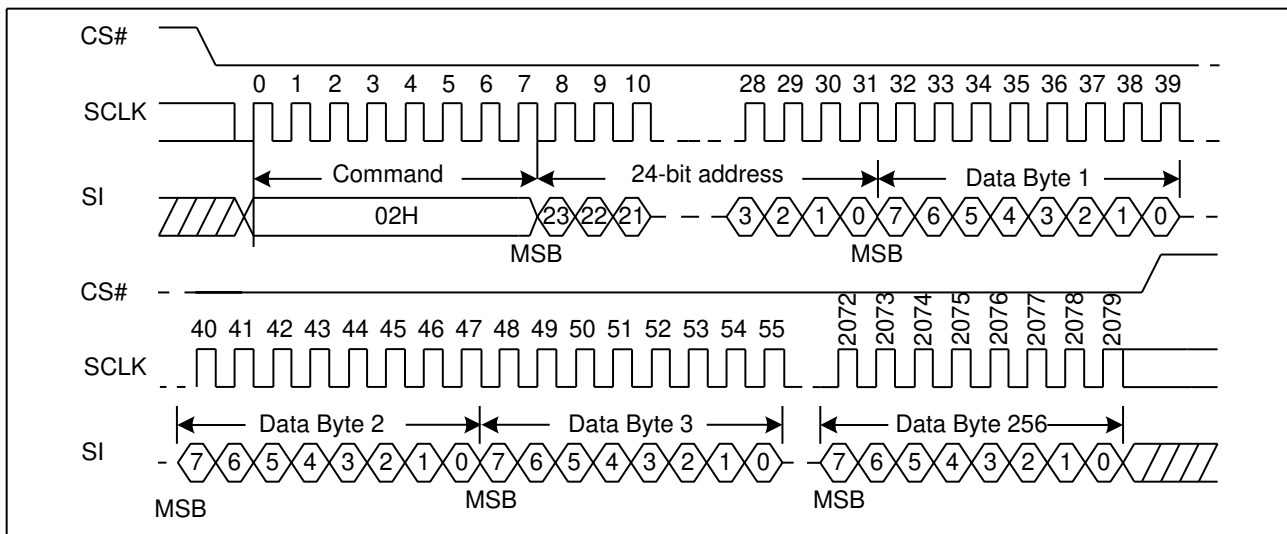 CS#
0 1 2 3 4 5 6 7 8 9 10 28 29 30 31 32 33 34 35 36 37 38 39
SCLK
Command 24-bit address Data Byte 1
SI
02H 23 22 21 3 2 1 0 7 6 5 4 3 2 1 0
MSB MSB
CS#
40 41 42 43 44 45 46 47 48 49 50 51 52 53 54 55 2072 2073 2074 2075 2076 2077 2078 2079
SCLK
Data Byte 2 Data Byte 3 Data Byte 256
SI
7 6 5 4 3 2 1 0 7 6 5 4 3 2 1 0 7 6 5 4 3 2 1 0
MSB MSB MSB